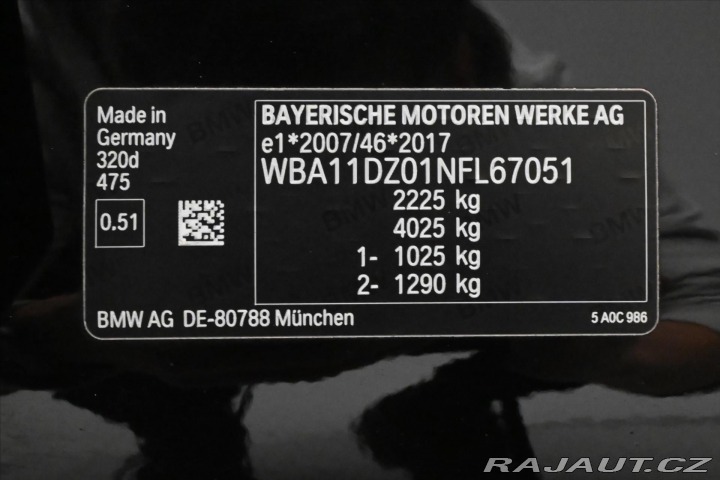 Made in
Germany
320d
475
0.51
BAYERISCHE MOTOREN WERKE AG
e1*2007/46*2017
WBA11DZ01NFL67051
2225 kg
4025 kg
1- 1025 kg
2- 1290 kg
BMW AG DE-80788 München
5 A0C 986
RAJAUT.CZ